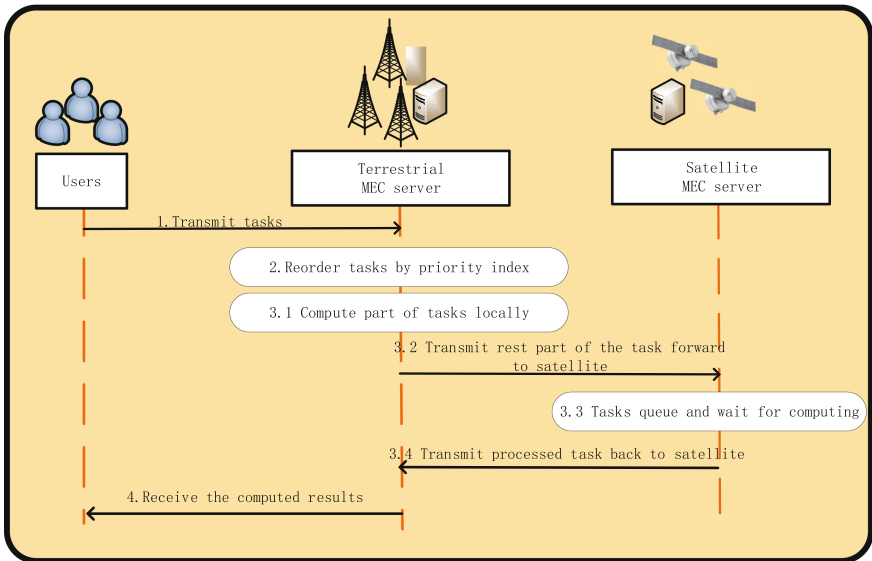 Users
Terrestrial
MEC server
Satellite
MEC server
1.Transmit tasks
2.Reorder tasks by priority index
3.1 Compute part of tasks locally
3.2 Transmit rest part of the task forward
to satellite
3.3 Tasks queue and wait for computing
3.4 Transmit processed task back to satellite
4.Receive the computed results